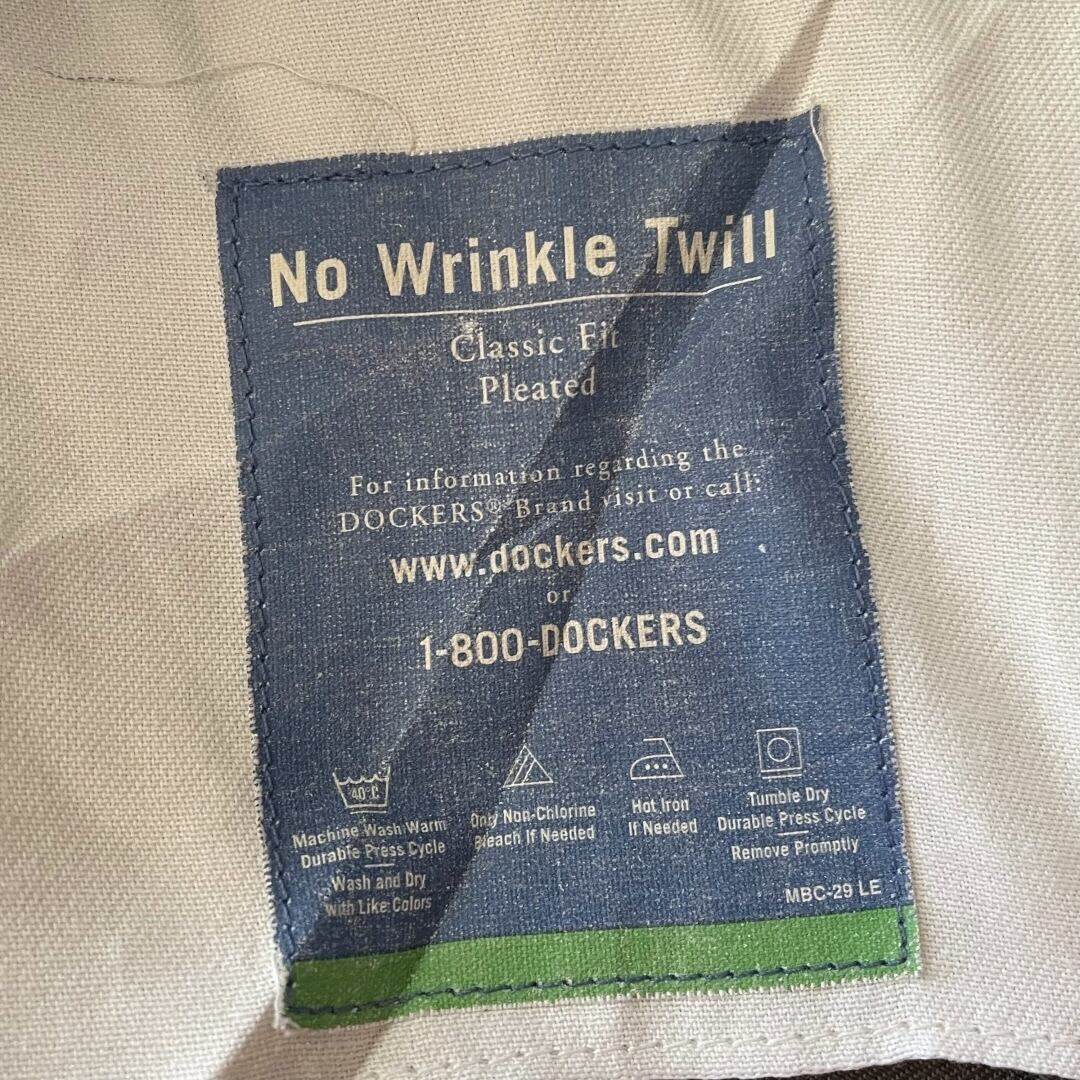 No Wrinkle Twill
Classic Fit
Pleated
For information regarding the
DOCKERS® Brand visit or call:
www.dockers.com
or
1-800-DOCKERS
40°C
Machine Wash Warm
Durable Press Cycle
Wash and Dry
With Like Colors
Only Non-Chlorine
Bleach If Needed
Hot Iron
If Needed
Tumble Dry
Durable Press Cycle
Remove Promptly
MBC-29 LE